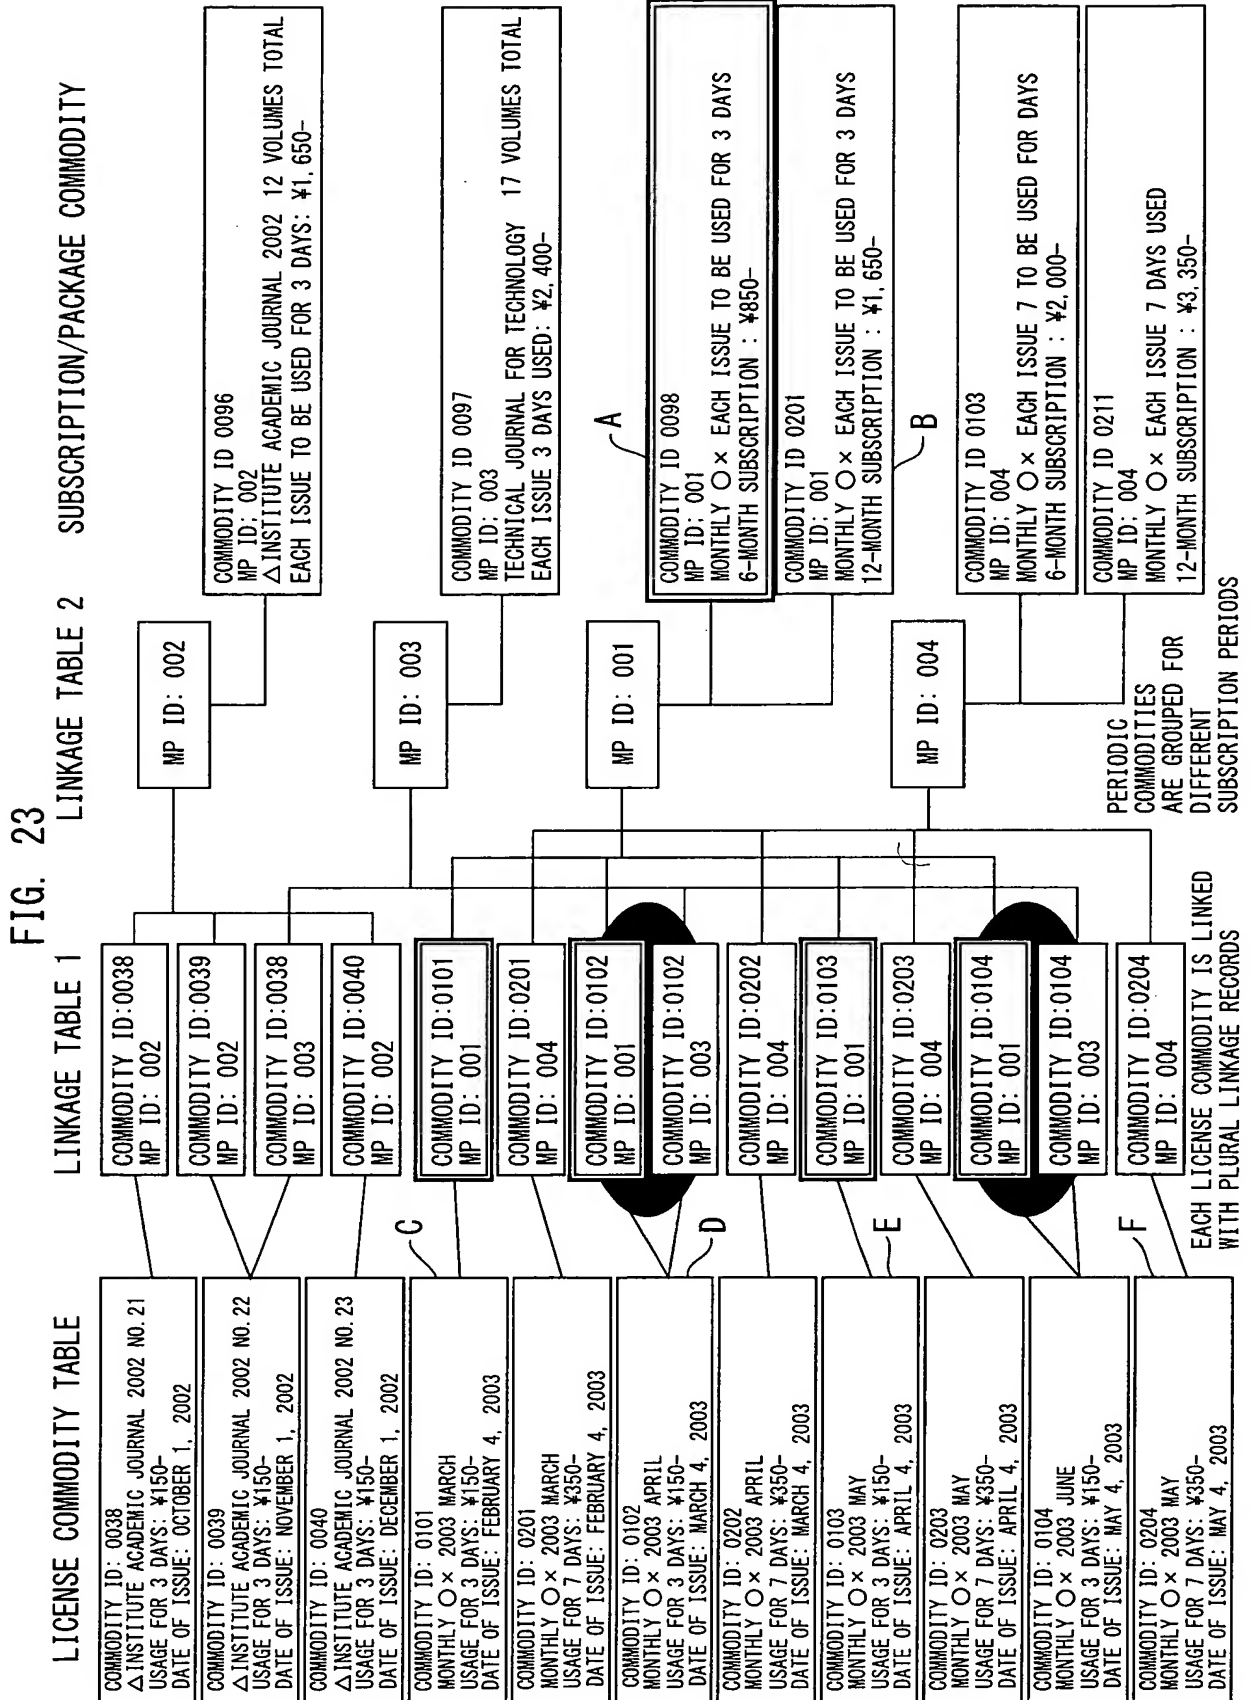 FIG. 23
LICENSE COMMODITY TABLE
COMMODITY ID: 0038
△INSTITUTE ACADEMIC JOURNAL 2002 NO.21
USAGE FOR 3 DAYS: ¥150-
DATE OF ISSUE: OCTOBER 1, 2002
COMMODITY ID: 0039
△INSTITUTE ACADEMIC JOURNAL 2002 NO.22
USAGE FOR 3 DAYS: ¥150-
DATE OF ISSUE: NOVEMBER 1, 2002
COMMODITY ID: 0040
△INSTITUTE ACADEMIC JOURNAL 2002 NO.23
USAGE FOR 3 DAYS: ¥150-
DATE OF ISSUE: DECEMBER 1, 2002
COMMODITY ID: 0101
MONTHLY ○× 2003 MARCH
USAGE FOR 3 DAYS: ¥150-
DATE OF ISSUE: FEBRUARY 4, 2003
COMMODITY ID: 0201
MONTHLY ○× 2003 MARCH
USAGE FOR 7 DAYS: ¥350-
DATE OF ISSUE: FEBRUARY 4, 2003
COMMODITY ID: 0102
MONTHLY ○× 2003 APRIL
USAGE FOR 3 DAYS: ¥150-
DATE OF ISSUE: MARCH 4, 2003
COMMODITY ID: 0202
MONTHLY ○× 2003 APRIL
USAGE FOR 7 DAYS: ¥350-
DATE OF ISSUE: MARCH 4, 2003
COMMODITY ID: 0103
MONTHLY ○× 2003 MAY
USAGE FOR 3 DAYS: ¥150-
DATE OF ISSUE: APRIL 4, 2003
COMMODITY ID: 0203
MONTHLY ○× 2003 MAY
USAGE FOR 7 DAYS: ¥350-
DATE OF ISSUE: APRIL 4, 2003
COMMODITY ID: 0104
MONTHLY ○× 2003 JUNE
USAGE FOR 3 DAYS: ¥150-
DATE OF ISSUE: MAY 4, 2003
COMMODITY ID: 0204
MONTHLY ○× 2003 MAY
USAGE FOR 7 DAYS: ¥350-
DATE OF ISSUE: MAY 4, 2003
C
D
E
F
LINKAGE TABLE 1
COMMODITY ID:0038
MP ID: 002
COMMODITY ID:0039
MP ID: 002
COMMODITY ID:0038
MP ID: 003
COMMODITY ID:0040
MP ID: 002
COMMODITY ID:0101
MP ID: 001
COMMODITY ID:0201
MP ID: 004
COMMODITY ID:0102
MP ID: 001
COMMODITY ID:0102
MP ID: 003
COMMODITY ID:0202
MP ID: 004
COMMODITY ID:0103
MP ID: 001
COMMODITY ID:0203
MP ID: 004
COMMODITY ID:0104
MP ID: 001
COMMODITY ID:0104
MP ID: 003
COMMODITY ID:0204
MP ID: 004
EACH LICENSE COMMODITY IS LINKED
WITH PLURAL LINKAGE RECORDS
LINKAGE TABLE 2
MP ID: 002
MP ID: 003
MP ID: 001
MP ID: 004
PERIODIC
COMMODITIES
ARE GROUPED FOR
DIFFERENT
SUBSCRIPTION PERIODS
SUBSCRIPTION/PACKAGE COMMODITY
COMMODITY ID 0096
MP ID: 002
△INSTITUTE ACADEMIC JOURNAL 2002 12 VOLUMES TOTAL
EACH ISSUE TO BE USED FOR 3 DAYS: ¥1,650-
COMMODITY ID 0097
MP ID: 003
TECHNICAL JOURNAL FOR TECHNOLOGY 17 VOLUMES TOTAL
EACH ISSUE 3 DAYS USED: ¥2,400-
A
COMMODITY ID 0098
MP ID: 001
MONTHLY ○× EACH ISSUE TO BE USED FOR 3 DAYS
6-MONTH SUBSCRIPTION : ¥850-
COMMODITY ID 0201
MP ID: 001
MONTHLY ○× EACH ISSUE TO BE USED FOR 3 DAYS
12-MONTH SUBSCRIPTION : ¥1,650-
B
COMMODITY ID 0103
MP ID: 004
MONTHLY ○× EACH ISSUE 7 TO BE USED FOR DAYS
6-MONTH SUBSCRIPTION : ¥2,000-
COMMODITY ID 0211
MP ID: 004
MONTHLY ○× EACH ISSUE 7 DAYS USED
12-MONTH SUBSCRIPTION : ¥3,350-